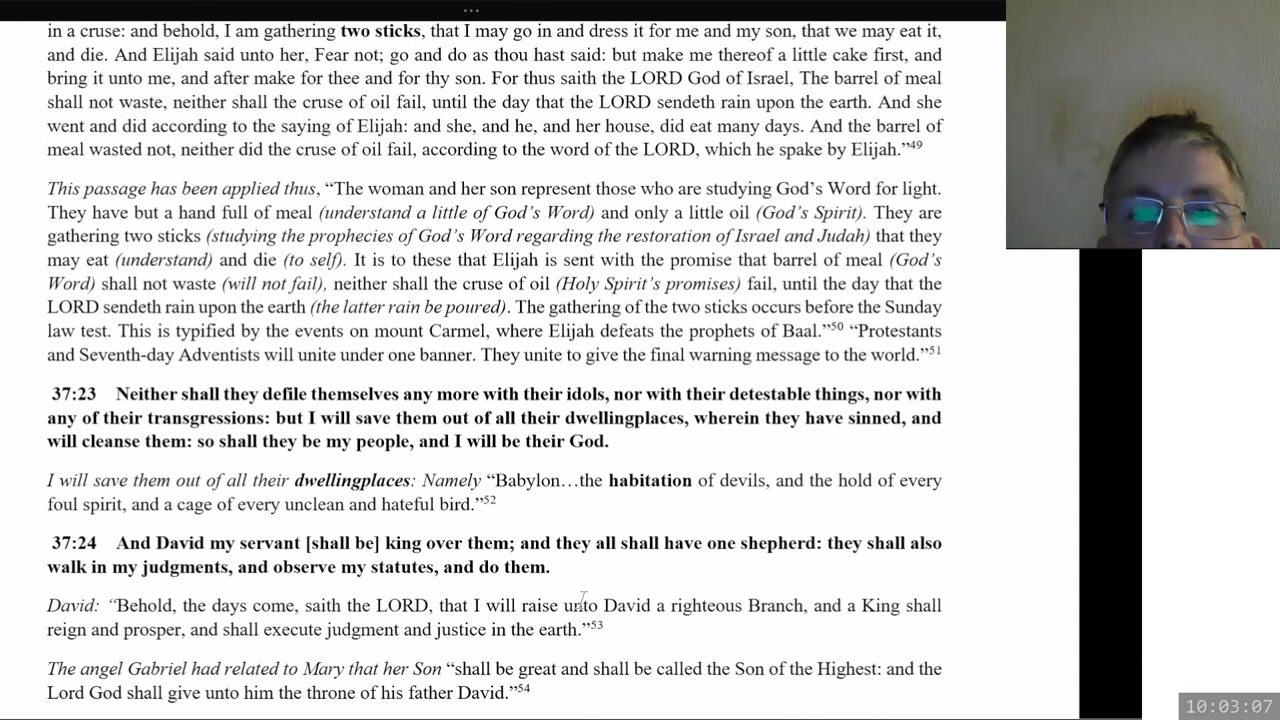 in a cruse: and behold, I am gathering two sticks, that I may go in and dress it for me and my son, that we may eat it,
and die. And Elijah said unto her, Fear not; go and do as thou hast said: but make me thereof a little cake first, and
bring it unto me, and after make for thee and for thy son. For thus saith the LORD God of Israel, The barrel of meal
shall not waste, neither shall the cruse of oil fail, until the day that the LORD sendeth rain upon the earth. And she
went and did according to the saying of Elijah: and she, and he, and her house, did eat many days. And the barrel of
meal wasted not, neither did the cruse of oil fail, according to the word of the LORD, which he spake by Elijah.”49
This passage has been applied thus, “The woman and her son represent those who are studying God’s Word for light.
They have but a hand full of meal (understand a little of God’s Word) and only a little oil (God’s Spirit). They are
gathering two sticks (studying the prophecies of God’s Word regarding the restoration of Israel and Judah) that they
may eat (understand) and die (to self). It is to these that Elijah is sent with the promise that barrel of meal (God’s
Word) shall not waste (will not fail), neither shall the cruse of oil (Holy Spirit’s promises) fail, until the day that the
LORD sendeth rain upon the earth (the latter rain be poured). The gathering of the two sticks occurs before the Sunday
law test. This is typified by the events on mount Carmel, where Elijah defeats the prophets of Baal.”50 “Protestants
and Seventh-day Adventists will unite under one banner. They unite to give the final warning message to the world.”51
37:23 Neither shall they defile themselves any more with their idols, nor with their detestable things, nor with
any of their transgressions: but I will save them out of all their dwellingplaces, wherein they have sinned, and
will cleanse them: so shall they be my people, and I will be their God.
I will save them out of all their dwellingplaces: Namely “Babylon…the habitation of devils, and the hold of every
foul spirit, and a cage of every unclean and hateful bird.”52
37:24 And David my servant [shall be] king over them; and they all shall have one shepherd: they shall also
walk in my judgments, and observe my statutes, and do them.
David: “Behold, the days come, saith the LORD, that I will raise unto David a righteous Branch, and a King shall
reign and prosper, and shall execute judgment and justice in the earth.”53
The angel Gabriel had related to Mary that her Son “shall be great and shall be called the Son of the Highest: and the
Lord God shall give unto him the throne of his father David.”54
10:03:07